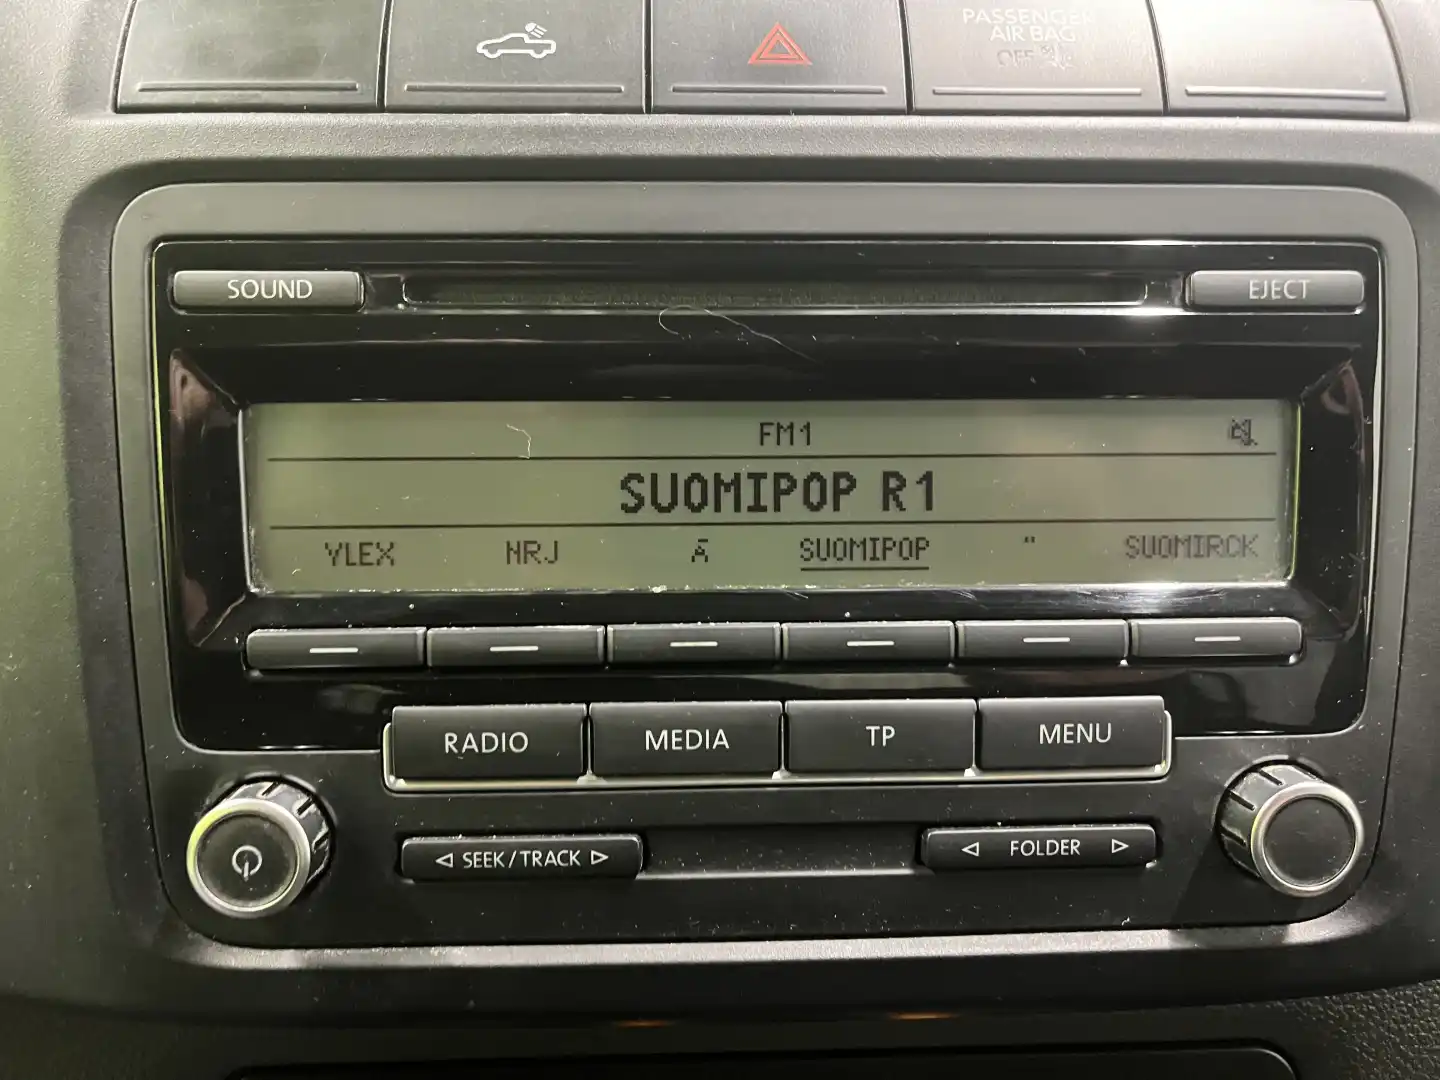 PASSENGER
AIR BAG
OFF
SOUND
EJECT
FM1
SUOMIPOP R1
YLEX NRJ Ā SUOMIPOP " SUOMIRCK
RADIO MEDIA TP MENU
SEEK/TRACK FOLDER